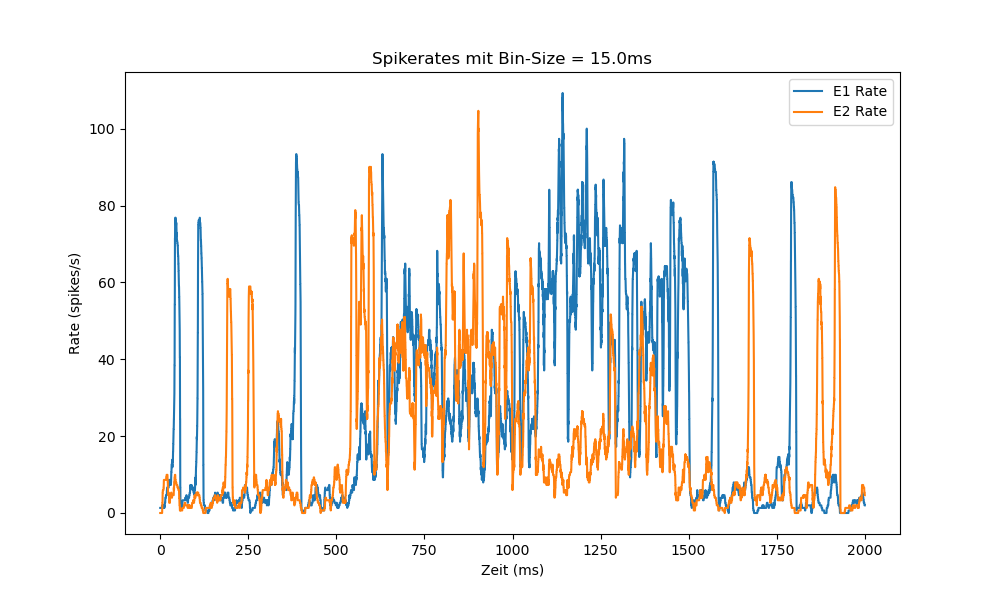 Spikerates mit Bin-Size = 15.0ms
E1 Rate
E2 Rate
Rate (spikes/s)
100
80
60
40
20
0
0 250 500 750 1000 1250 1500 1750 2000
Zeit (ms)